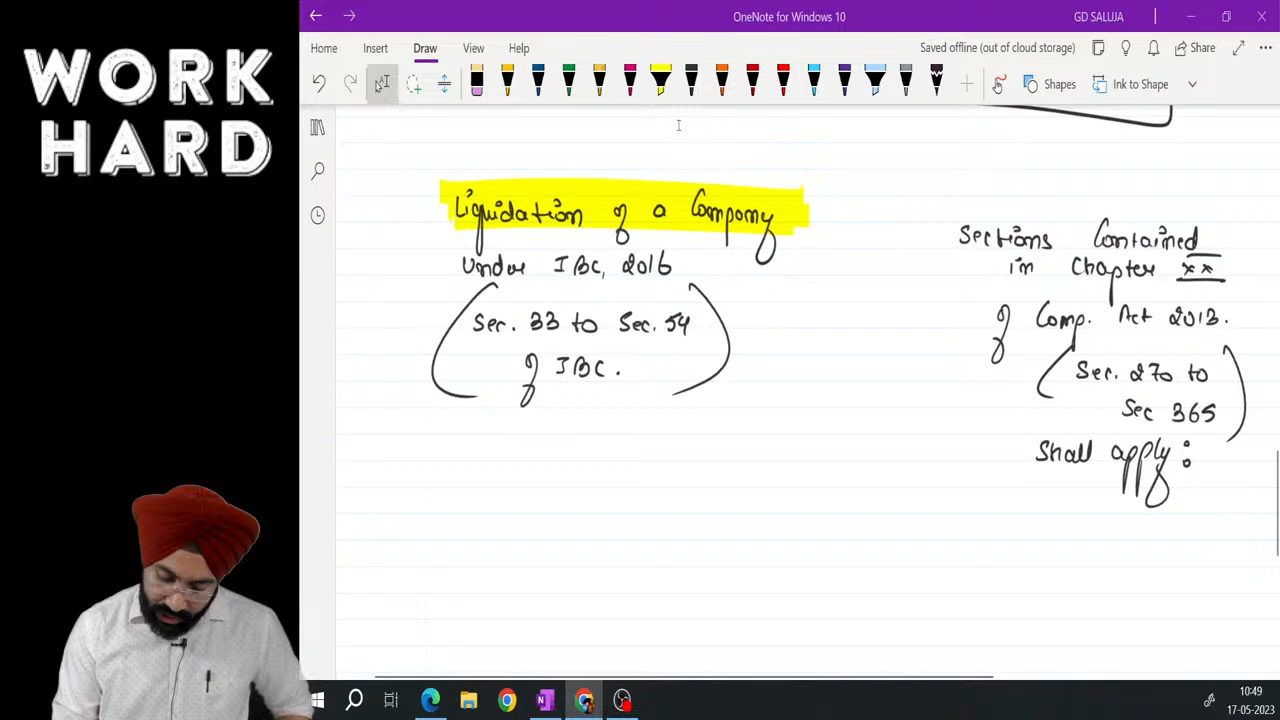 WORK
HARD
OneNote for Windows 10
GD SALUJA
Home Insert Draw View Help
Saved offline (out of cloud storage)
Share
Shapes
Ink to Shape
Liquidation of a Company
Under IBC, 2016
(Sec. 33 to Sec. 54
of IBC.)
Sections Contained
in Chapter XX
of Comp. Act 2013.
(Sec. 270 to
Sec 365)
Shall apply :
10:49
17-05-2023